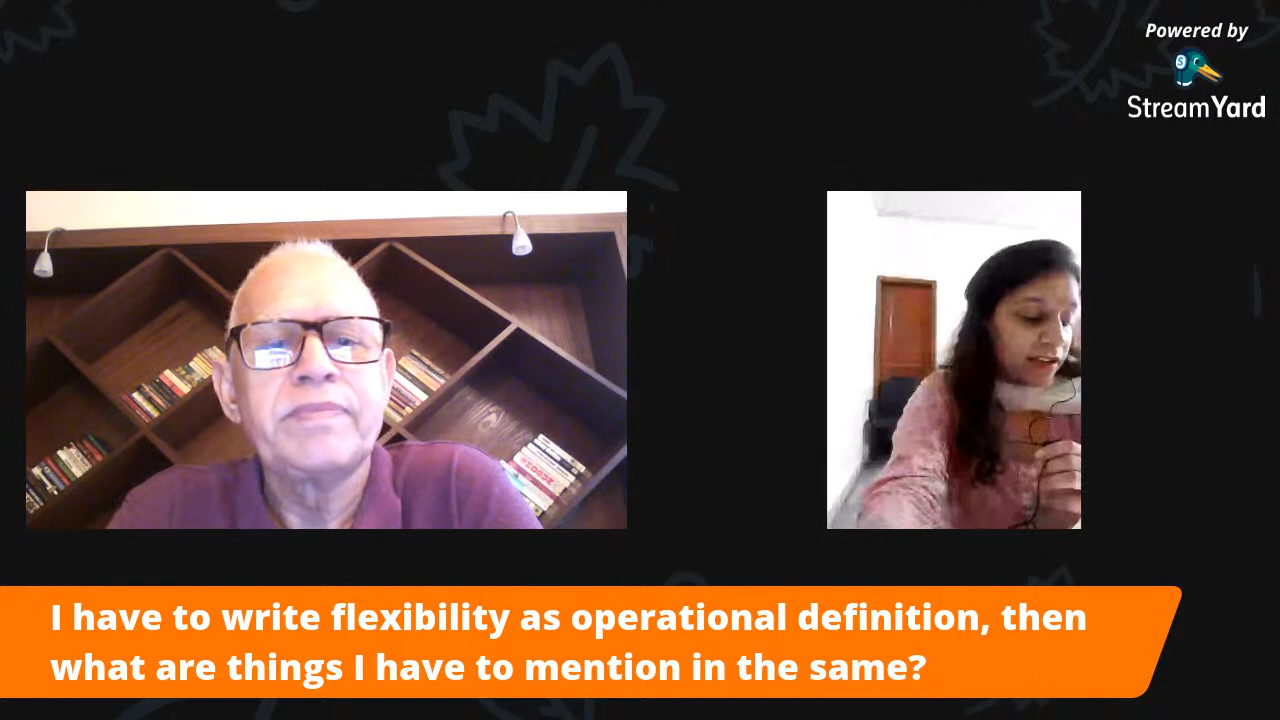 Powered by
StreamYard
I have to write flexibility as operational definition, then
what are things I have to mention in the same?